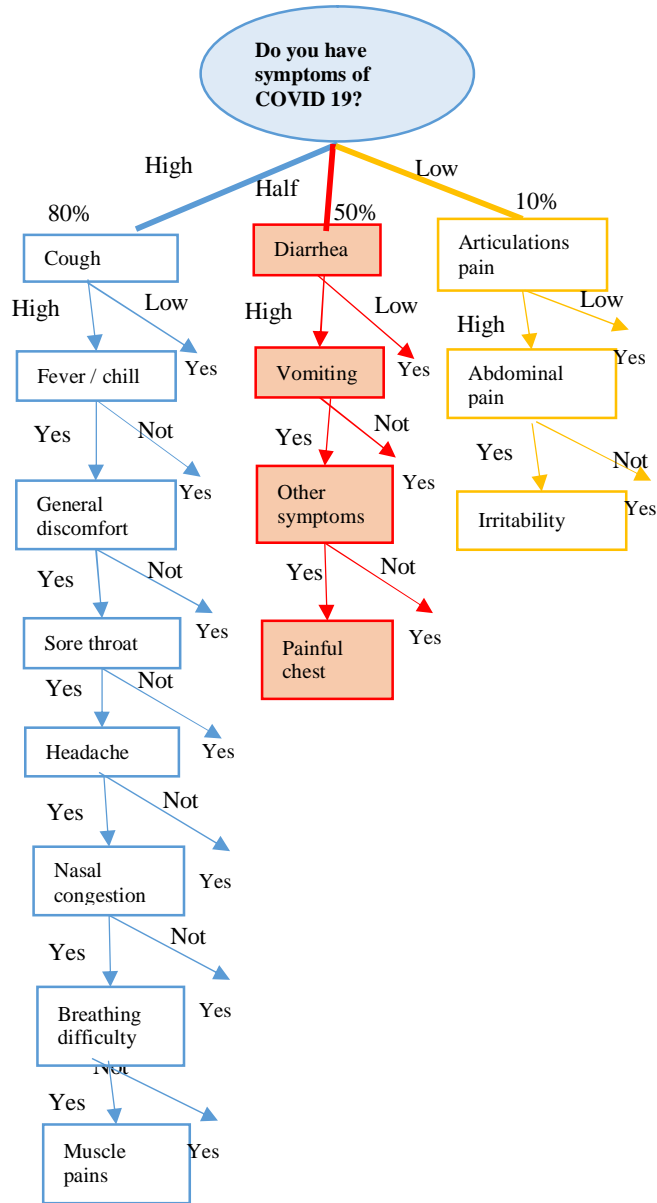 Do you have
symptoms of
COVID 19?
High
Half
Low
80%
50%
10%
Cough
Diarrhea
Articulations
pain
High
Low
High
Low
High
Low
Fever / chill
Yes
Vomiting
Yes
Abdominal
pain
Yes
Yes
Not
Yes
Not
Yes
Not
General
discomfort
Yes
Other
symptoms
Yes
Irritability
Yes
Yes
Not
Yes
Not
Sore throat
Yes
Painful
chest
Yes
Yes
Not
Headache
Yes
Yes
Not
Nasal
congestion
Yes
Yes
Not
Breathing
difficulty
Yes
Not
Yes
Muscle
pains
Yes